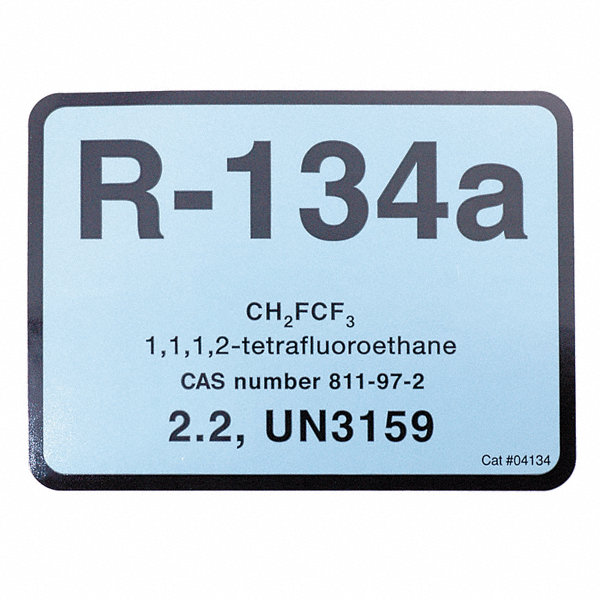 R-134a
CH₂FCF₃
1,1,1,2-tetrafluoroethane
CAS number 811-97-2
2.2, UN3159
Cat #04134